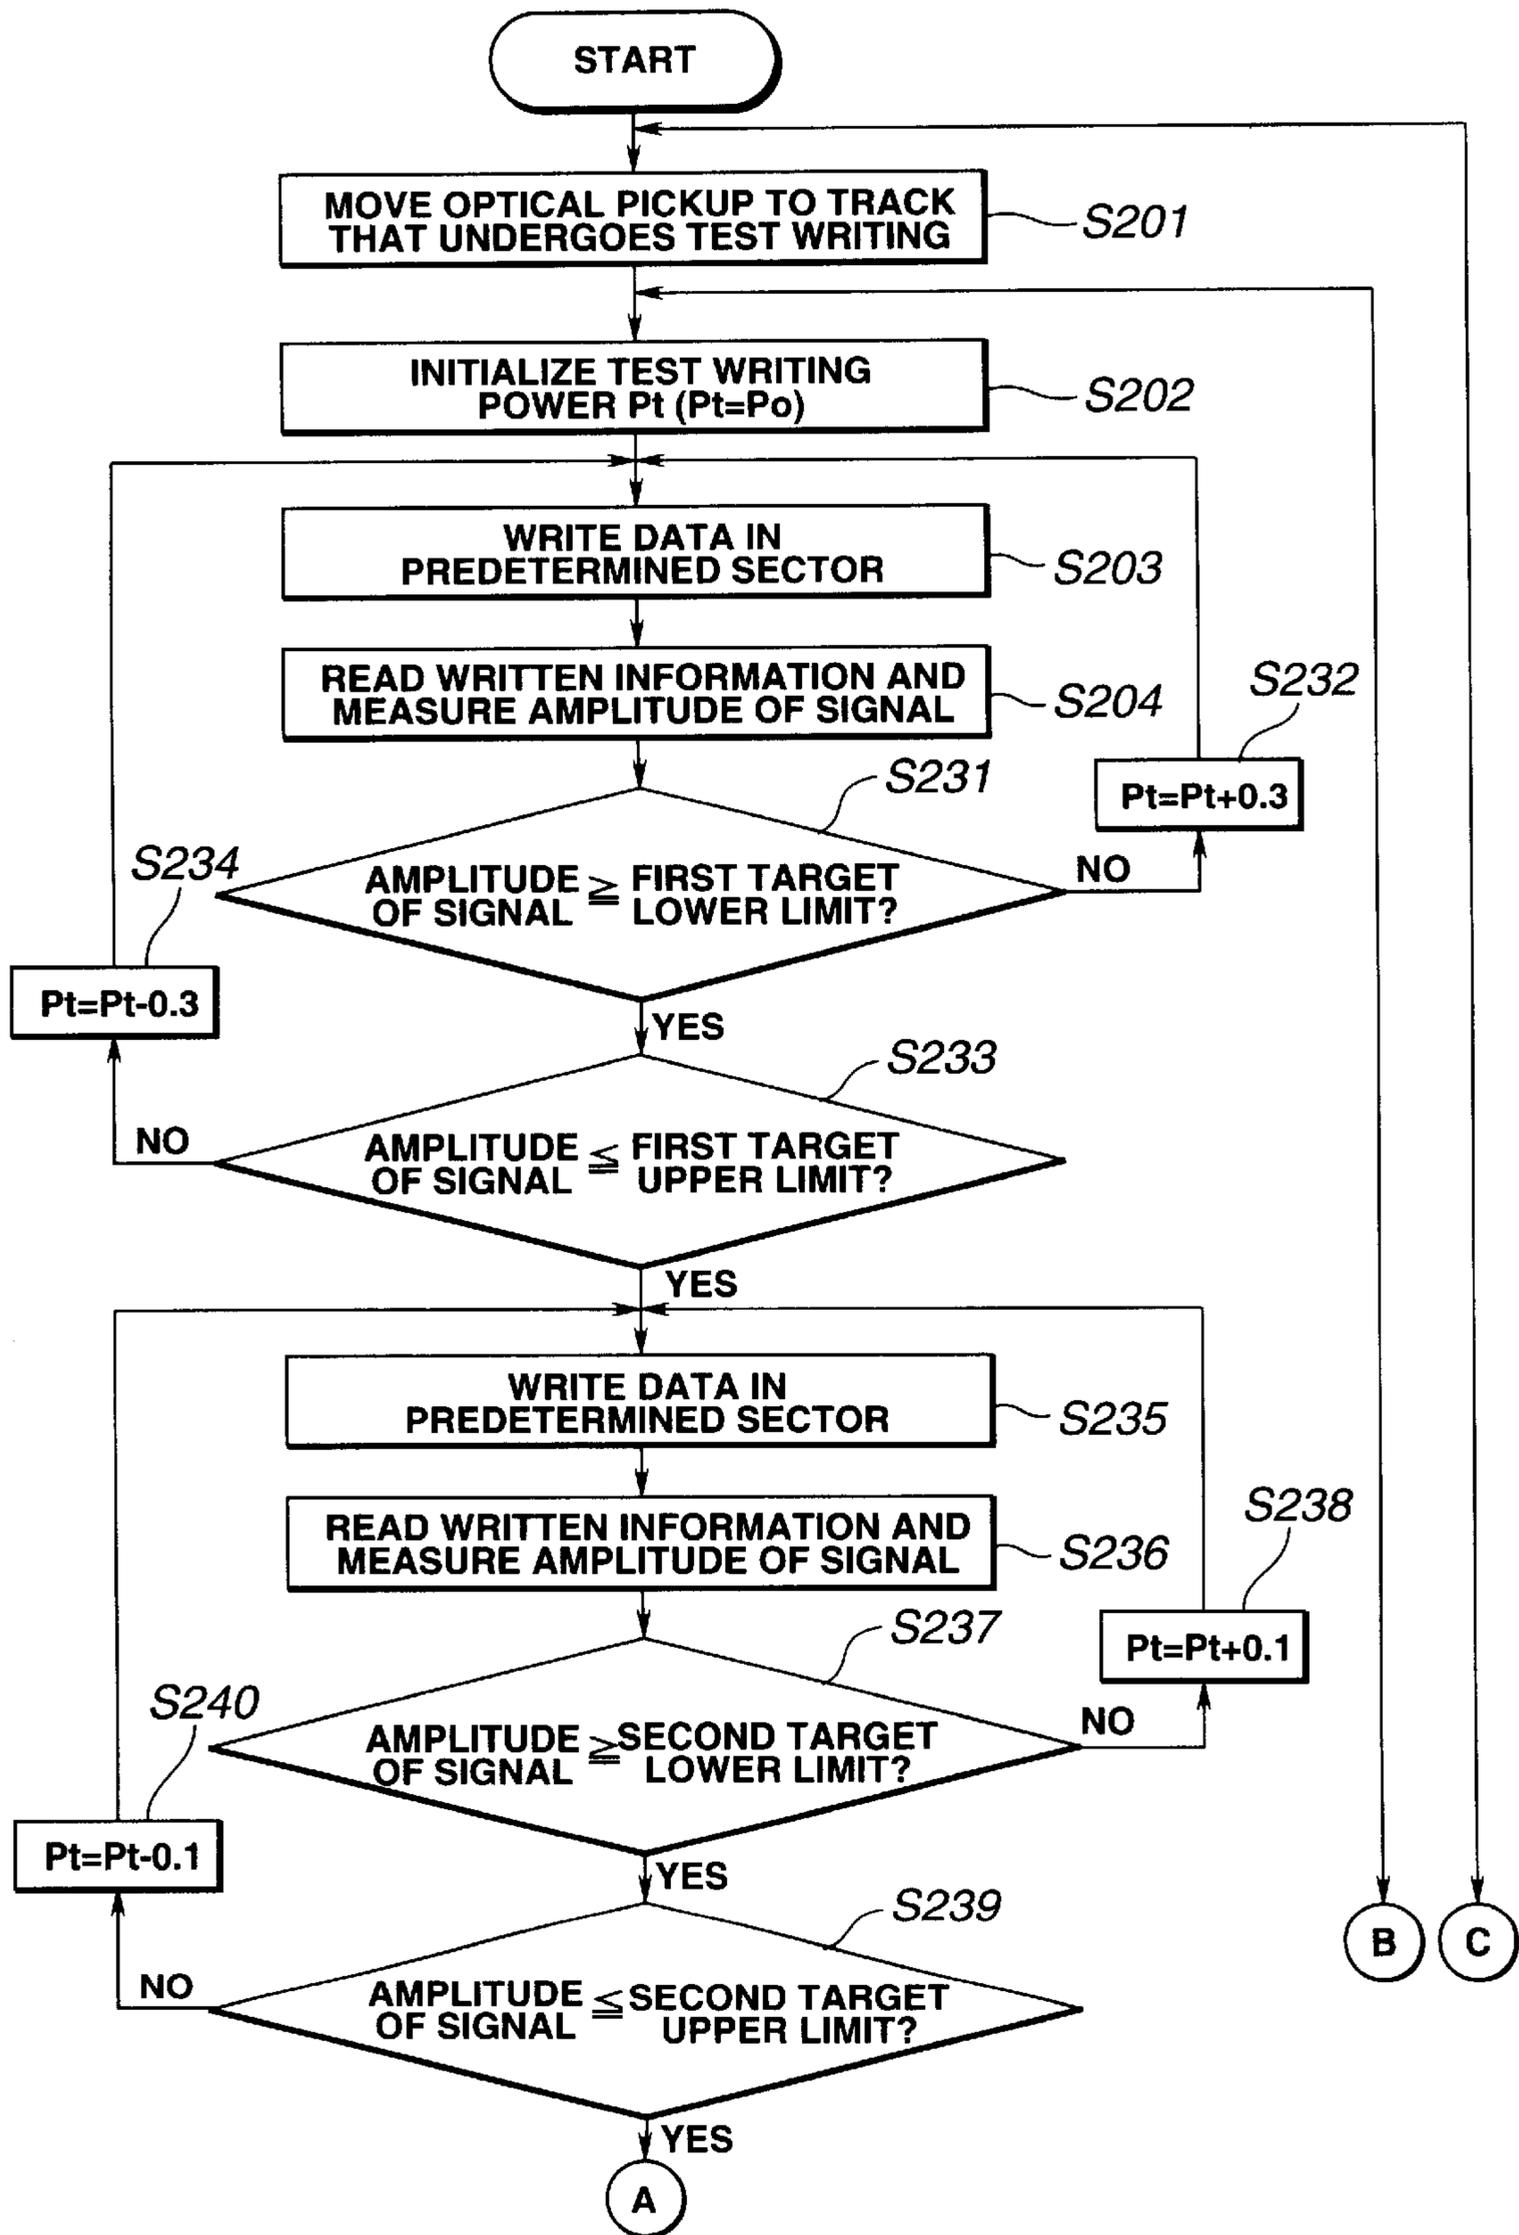 START
MOVE OPTICAL PICKUP TO TRACK
THAT UNDERGOES TEST WRITING
S201
INITIALIZE TEST WRITING
POWER Pt (Pt=Po)
S202
WRITE DATA IN
PREDETERMINED SECTOR
S203
READ WRITTEN INFORMATION AND
MEASURE AMPLITUDE OF SIGNAL
S204
S232
Pt=Pt+0.3
S231
AMPLITUDE ≧ FIRST TARGET
OF SIGNAL LOWER LIMIT?
NO
S234
Pt=Pt-0.3
YES
S233
AMPLITUDE ≦ FIRST TARGET
OF SIGNAL UPPER LIMIT?
NO
YES
WRITE DATA IN
PREDETERMINED SECTOR
S235
READ WRITTEN INFORMATION AND
MEASURE AMPLITUDE OF SIGNAL
S236
S238
Pt=Pt+0.1
S237
AMPLITUDE ≧ SECOND TARGET
OF SIGNAL LOWER LIMIT?
NO
S240
Pt=Pt-0.1
YES
S239
AMPLITUDE ≦ SECOND TARGET
OF SIGNAL UPPER LIMIT?
NO
B
C
YES
A